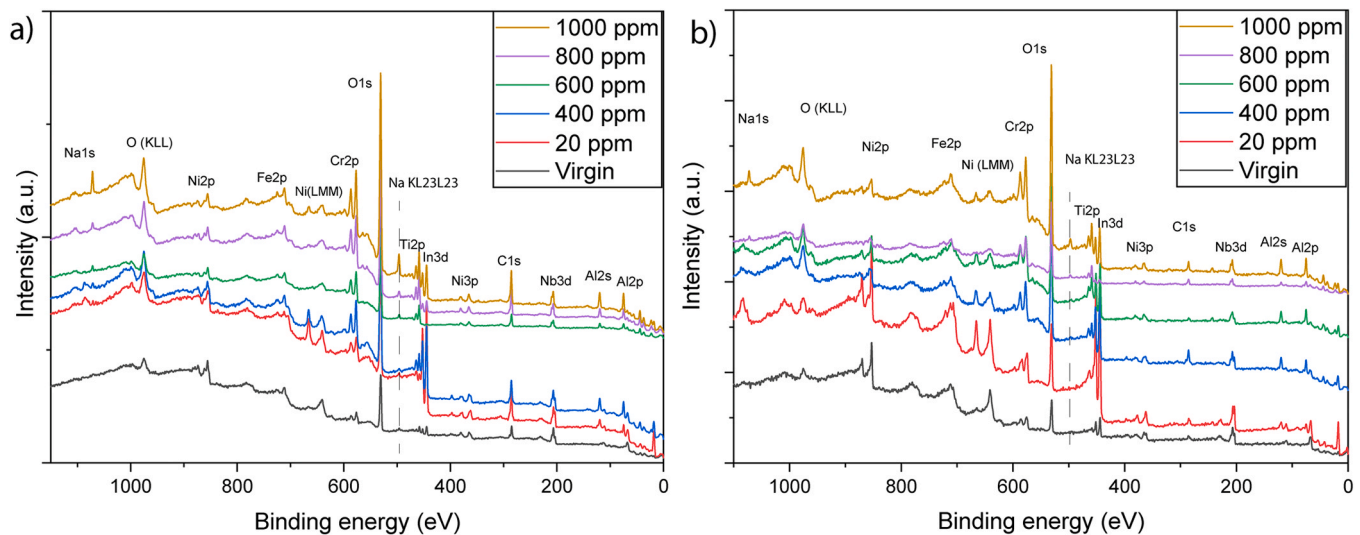 a)
1000 ppm
800 ppm
600 ppm
400 ppm
20 ppm
Virgin
O1s
O (KLL)
Na1s
Ni2p
Fe2p
Ni(LMM)
Cr2p
Na KL23L23
Ti2p
In3d
Ni3p
C1s
Nb3d
Al2s
Al2p
Intensity (a.u.)
1000 800 600 400 200 0
Binding energy (eV)
b)
1000 ppm
800 ppm
600 ppm
400 ppm
20 ppm
Virgin
O1s
O (KLL)
Na1s
Ni2p
Fe2p
Ni (LMM)
Cr2p
Na KL23L23
Ti2p
In3d
Ni3p
C1s
Nb3d
Al2s
Al2p
Intensity (a.u.)
1000 800 600 400 200 0
Binding energy (eV)